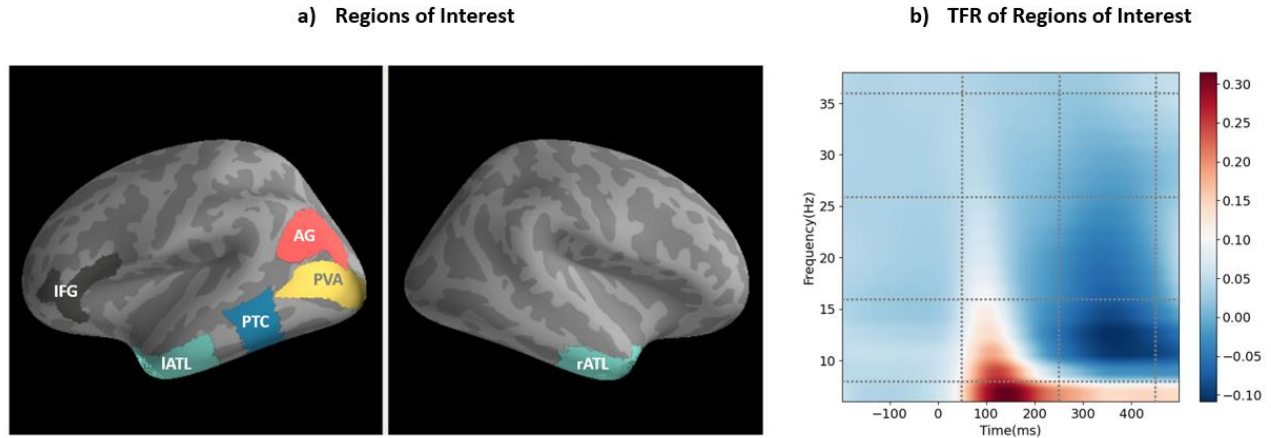 a) Regions of Interest
b) TFR of Regions of Interest
AG
PVA
IFG
PTC
lATL
rATL
35
30
25
20
15
10
Frequency(Hz)
−100 0 100 200 300 400
Time(ms)
0.30
0.25
0.20
0.15
0.10
0.05
0.00
−0.05
−0.10